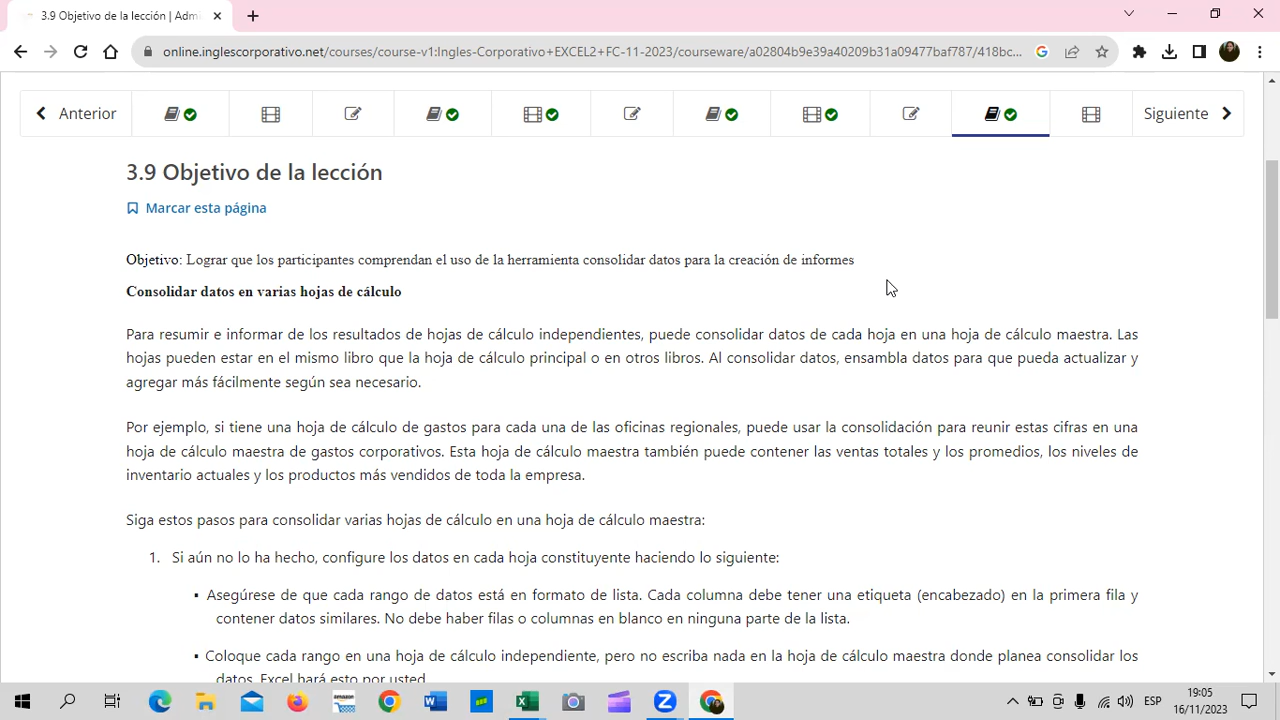 3.9 Objetivo de la lección | Adm
online.inglescorporativo.net/courses/course-v1:Ingles-Corporativo+EXCEL2+FC-11-2023/courseware/a02804b9e39a40209b31a09477baf787/418bc...
Anterior
Siguiente
3.9 Objetivo de la lección
Marcar esta página
Objetivo: Lograr que los participantes comprendan el uso de la herramienta consolidar datos para la creación de informes
Consolidar datos en varias hojas de cálculo
Para resumir e informar de los resultados de hojas de cálculo independientes, puede consolidar datos de cada hoja en una hoja de cálculo maestra. Las
hojas pueden estar en el mismo libro que la hoja de cálculo principal o en otros libros. Al consolidar datos, ensambla datos para que pueda actualizar y
agregar más fácilmente según sea necesario.
Por ejemplo, si tiene una hoja de cálculo de gastos para cada una de las oficinas regionales, puede usar la consolidación para reunir estas cifras en una
hoja de cálculo maestra de gastos corporativos. Esta hoja de cálculo maestra también puede contener las ventas totales y los promedios, los niveles de
inventario actuales y los productos más vendidos de toda la empresa.
Siga estos pasos para consolidar varias hojas de cálculo en una hoja de cálculo maestra:
1. Si aún no lo ha hecho, configure los datos en cada hoja constituyente haciendo lo siguiente:
▪ Asegúrese de que cada rango de datos está en formato de lista. Cada columna debe tener una etiqueta (encabezado) en la primera fila y
contener datos similares. No debe haber filas o columnas en blanco en ninguna parte de la lista.
▪ Coloque cada rango en una hoja de cálculo independiente, pero no escriba nada en la hoja de cálculo maestra donde planea consolidar los
datos. Excel hará esto por usted.
amazon
ESP
19:05
16/11/2023